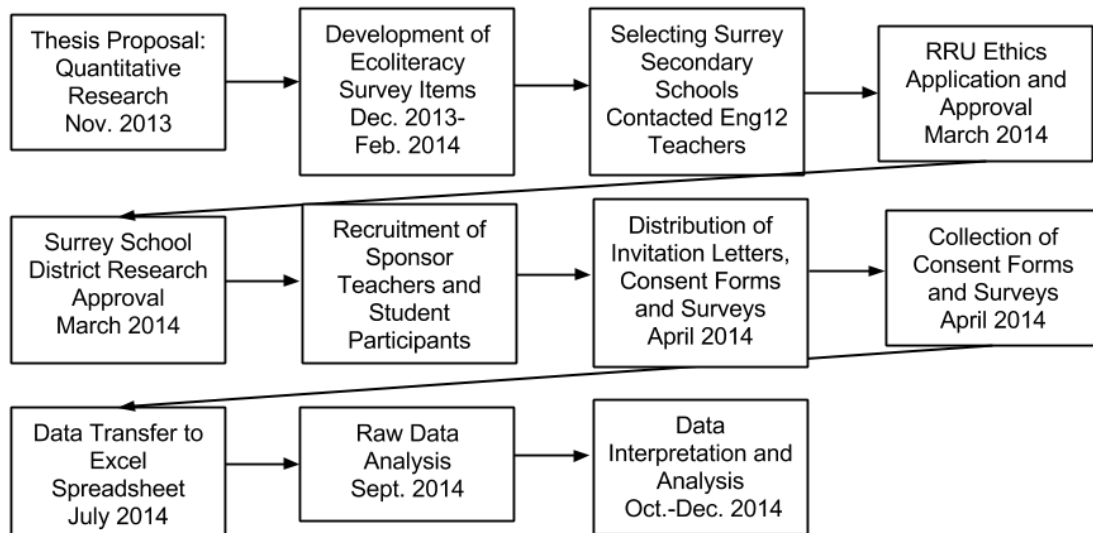 Thesis Proposal:
Quantitative
Research
Nov. 2013
Development of
Ecoliteracy
Survey Items
Dec. 2013-
Feb. 2014
Selecting Surrey
Secondary
Schools
Contacted Eng12
Teachers
RRU Ethics
Application and
Approval
March 2014
Surrey School
District Research
Approval
March 2014
Recruitment of
Sponsor
Teachers and
Student
Participants
Distribution of
Invitation Letters,
Consent Forms
and Surveys
April 2014
Collection of
Consent Forms
and Surveys
April 2014
Data Transfer to
Excel
Spreadsheet
July 2014
Raw Data
Analysis
Sept. 2014
Data
Interpretation and
Analysis
Oct.-Dec. 2014